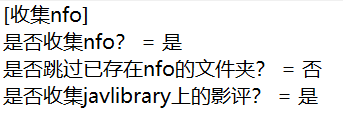 [收集nfo]
是否收集nfo？ = 是
是否跳过已存在nfo的文件夹？ = 否
是否收集javlibrary上的影评？ = 是